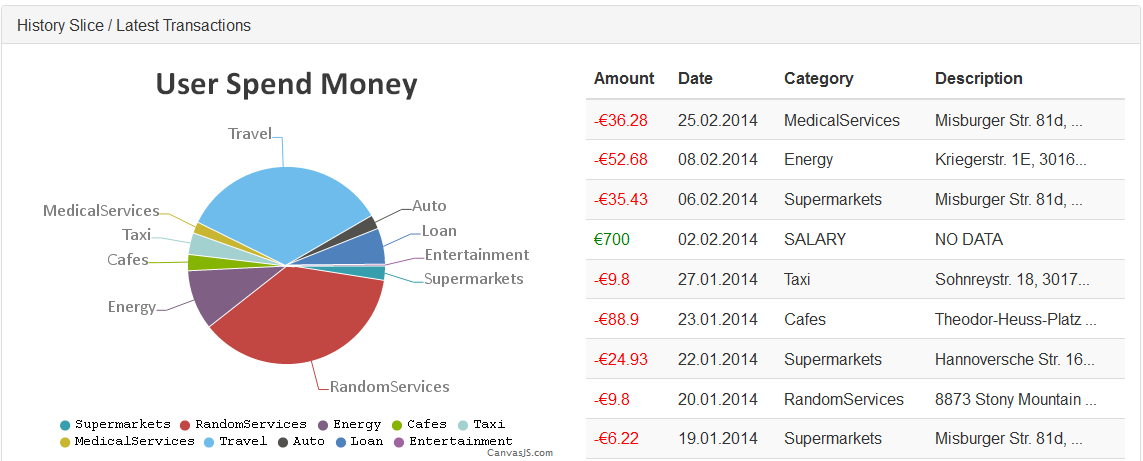 History Slice / Latest Transactions
User Spend Money
Travel
MedicalServices
Taxi
Cafes
Energy
Auto
Loan
Entertainment
Supermarkets
RandomServices
Supermarkets RandomServices Energy Cafes Taxi
MedicalServices Travel Auto Loan Entertainment
CanvasJS.com
Amount Date Category Description
-€36.28 25.02.2014 MedicalServices Misburger Str. 81d, ...
-€52.68 08.02.2014 Energy Kriegerstr. 1E, 3016...
-€35.43 06.02.2014 Supermarkets Misburger Str. 81d, ...
€700 02.02.2014 SALARY NO DATA
-€9.8 27.01.2014 Taxi Sohnreystr. 18, 3017...
-€88.9 23.01.2014 Cafes Theodor-Heuss-Platz ...
-€24.93 22.01.2014 Supermarkets Hannoversche Str. 16...
-€9.8 20.01.2014 RandomServices 8873 Stony Mountain ...
-€6.22 19.01.2014 Supermarkets Misburger Str. 81d, ...